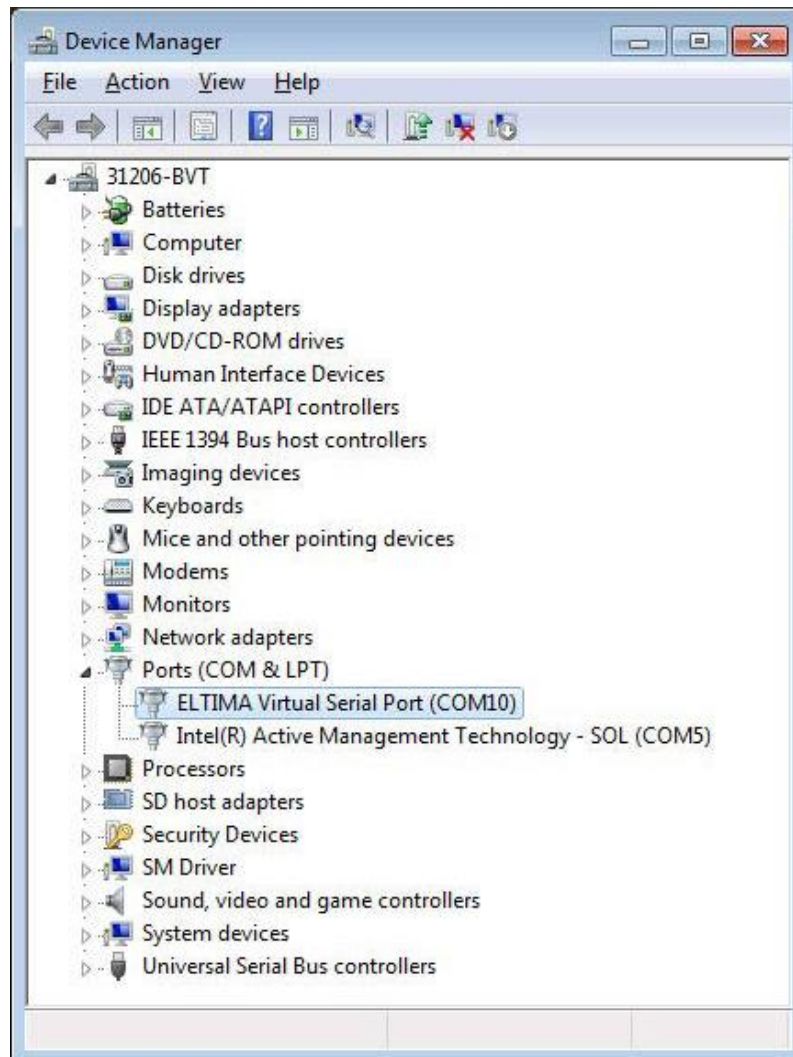 Device Manager
File Action View Help
31206-BVT
Batteries
Computer
Disk drives
Display adapters
DVD/CD-ROM drives
Human Interface Devices
IDE ATA/ATAPI controllers
IEEE 1394 Bus host controllers
Imaging devices
Keyboards
Mice and other pointing devices
Modems
Monitors
Network adapters
Ports (COM & LPT)
ELTIMA Virtual Serial Port (COM10)
Intel(R) Active Management Technology - SOL (COM5)
Processors
SD host adapters
Security Devices
SM Driver
Sound, video and game controllers
System devices
Universal Serial Bus controllers